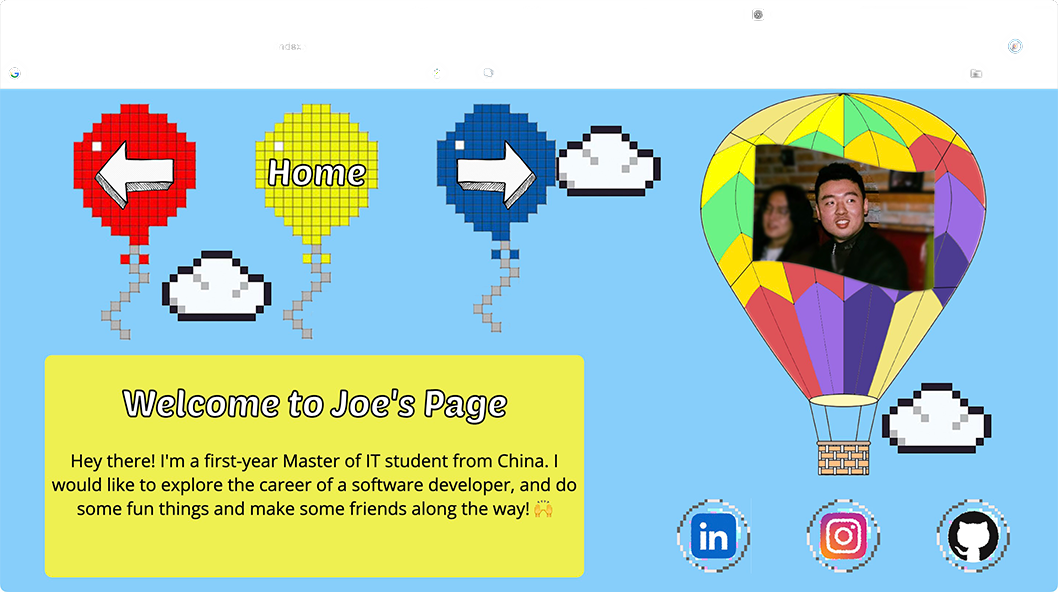 Home
Welcome to Joe's Page
Hey there! I'm a first-year Master of IT student from China. I
would like to explore the career of a software developer, and do
some fun things and make some friends along the way! 🙌
in